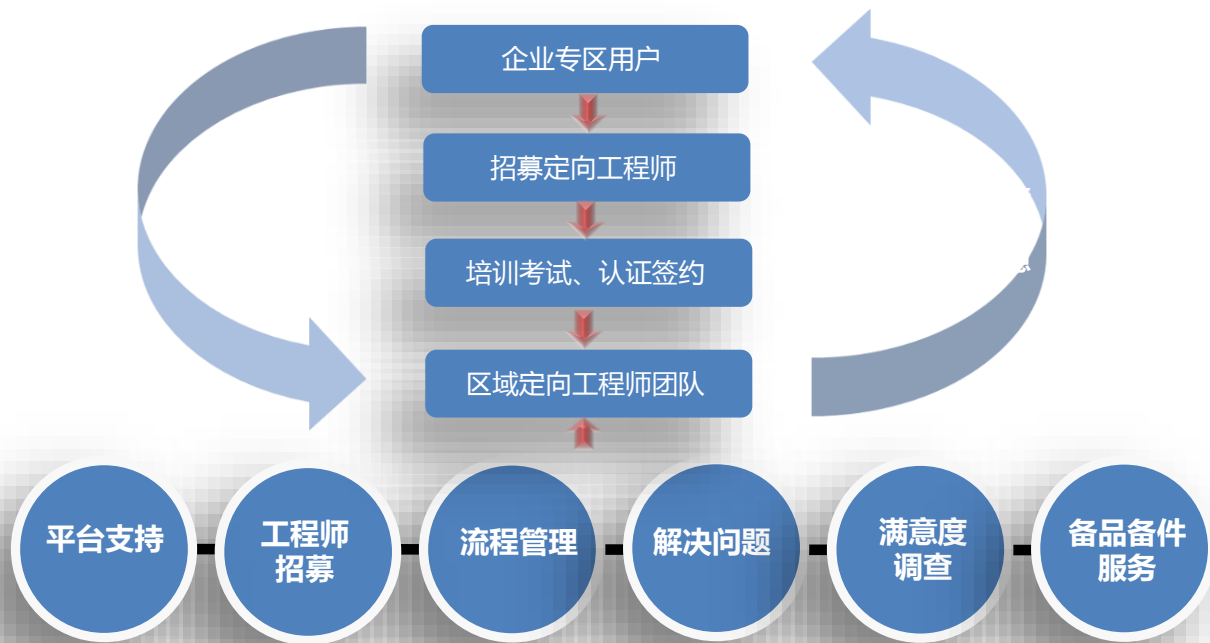 企业专区用户
招募定向工程师
培训考试、认证签约
区域定向工程师团队
平台支持
工程师
招募
流程管理
解决问题
满意度
调查
备品备件
服务